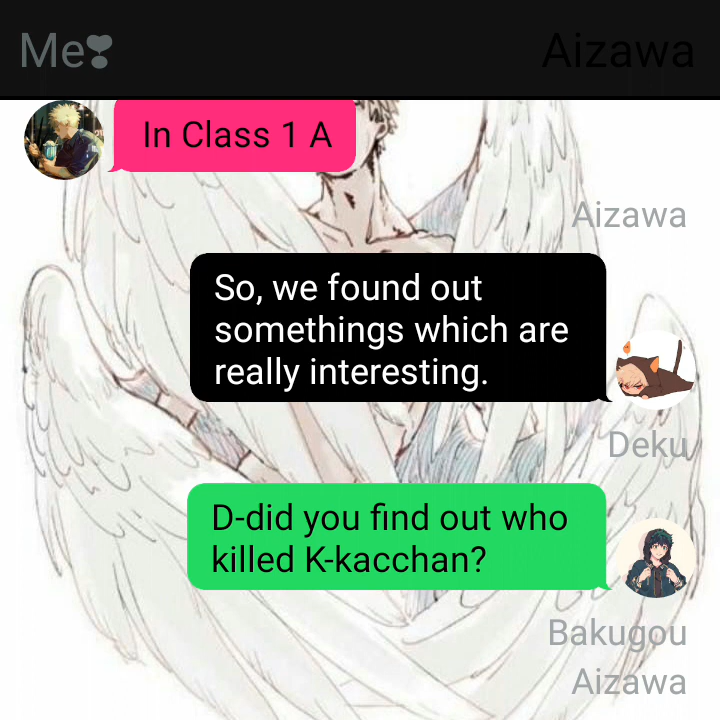 Me❣
Aizawa
In Class 1 A
Aizawa
So, we found out
somethings which are
really interesting.
Deku
D-did you find out who
killed K-kacchan?
Bakugou
Aizawa